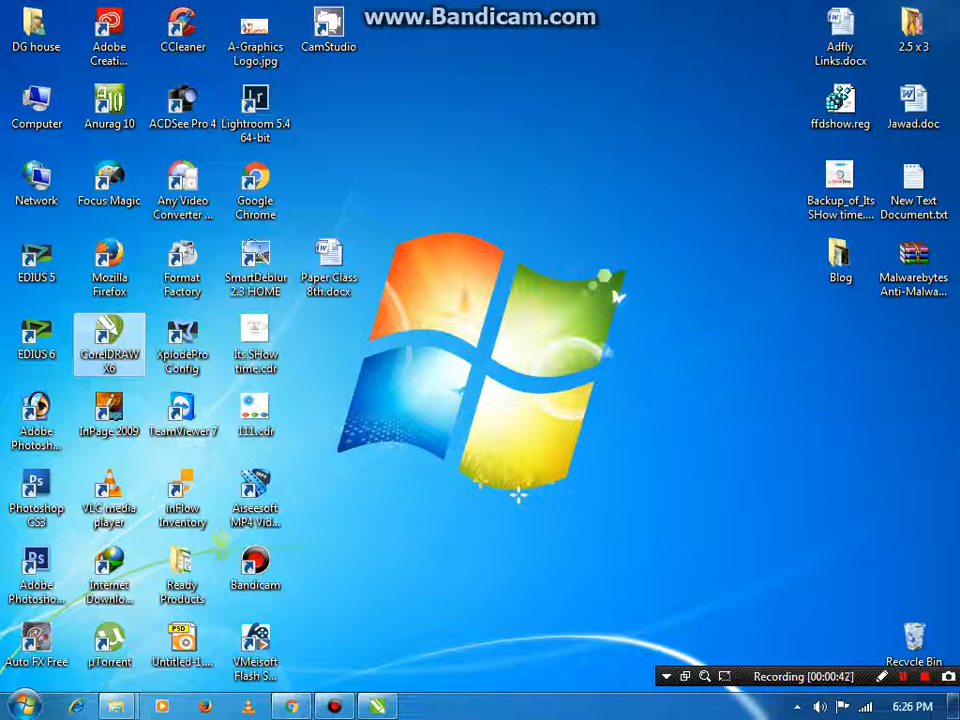 www.Bandicam.com
DG house
Adobe
Creati...
CCleaner
A-Graphics
Logo.jpg
CamStudio
Adfly
Links.docx
2.5 x 3
Computer
Anurag 10
ACDSee Pro 4
Lightroom 5.4
64-bit
ffdshow.reg
Jawad.doc
Network
Focus Magic
Any Video
Converter ...
Google
Chrome
Backup_of_Its
SHow time....
New Text
Document.txt
EDIUS 5
Mozilla
Firefox
Format
Factory
SmartDeblur
2.3 HOME
Paper Class
8th.docx
Blog
Malwarebytes
Anti-Malwa...
EDIUS 6
CorelDRAW
X6
XplodePro
Config
Its SHow
time.cdr
Adobe
Photosh...
InPage 2009
TeamViewer 7
111.cdr
Photoshop
CS3
VLC media
player
inFlow
Inventory
Aiseesoft
MP4 Vid...
Adobe
Photosho...
Internet
Downlo...
Ready
Products
Bandicam
Auto FX Free
µTorrent
Untitled-1....
VMeisoft
Flash S...
Recycle Bin
Recording [00:00:42]
6:26 PM